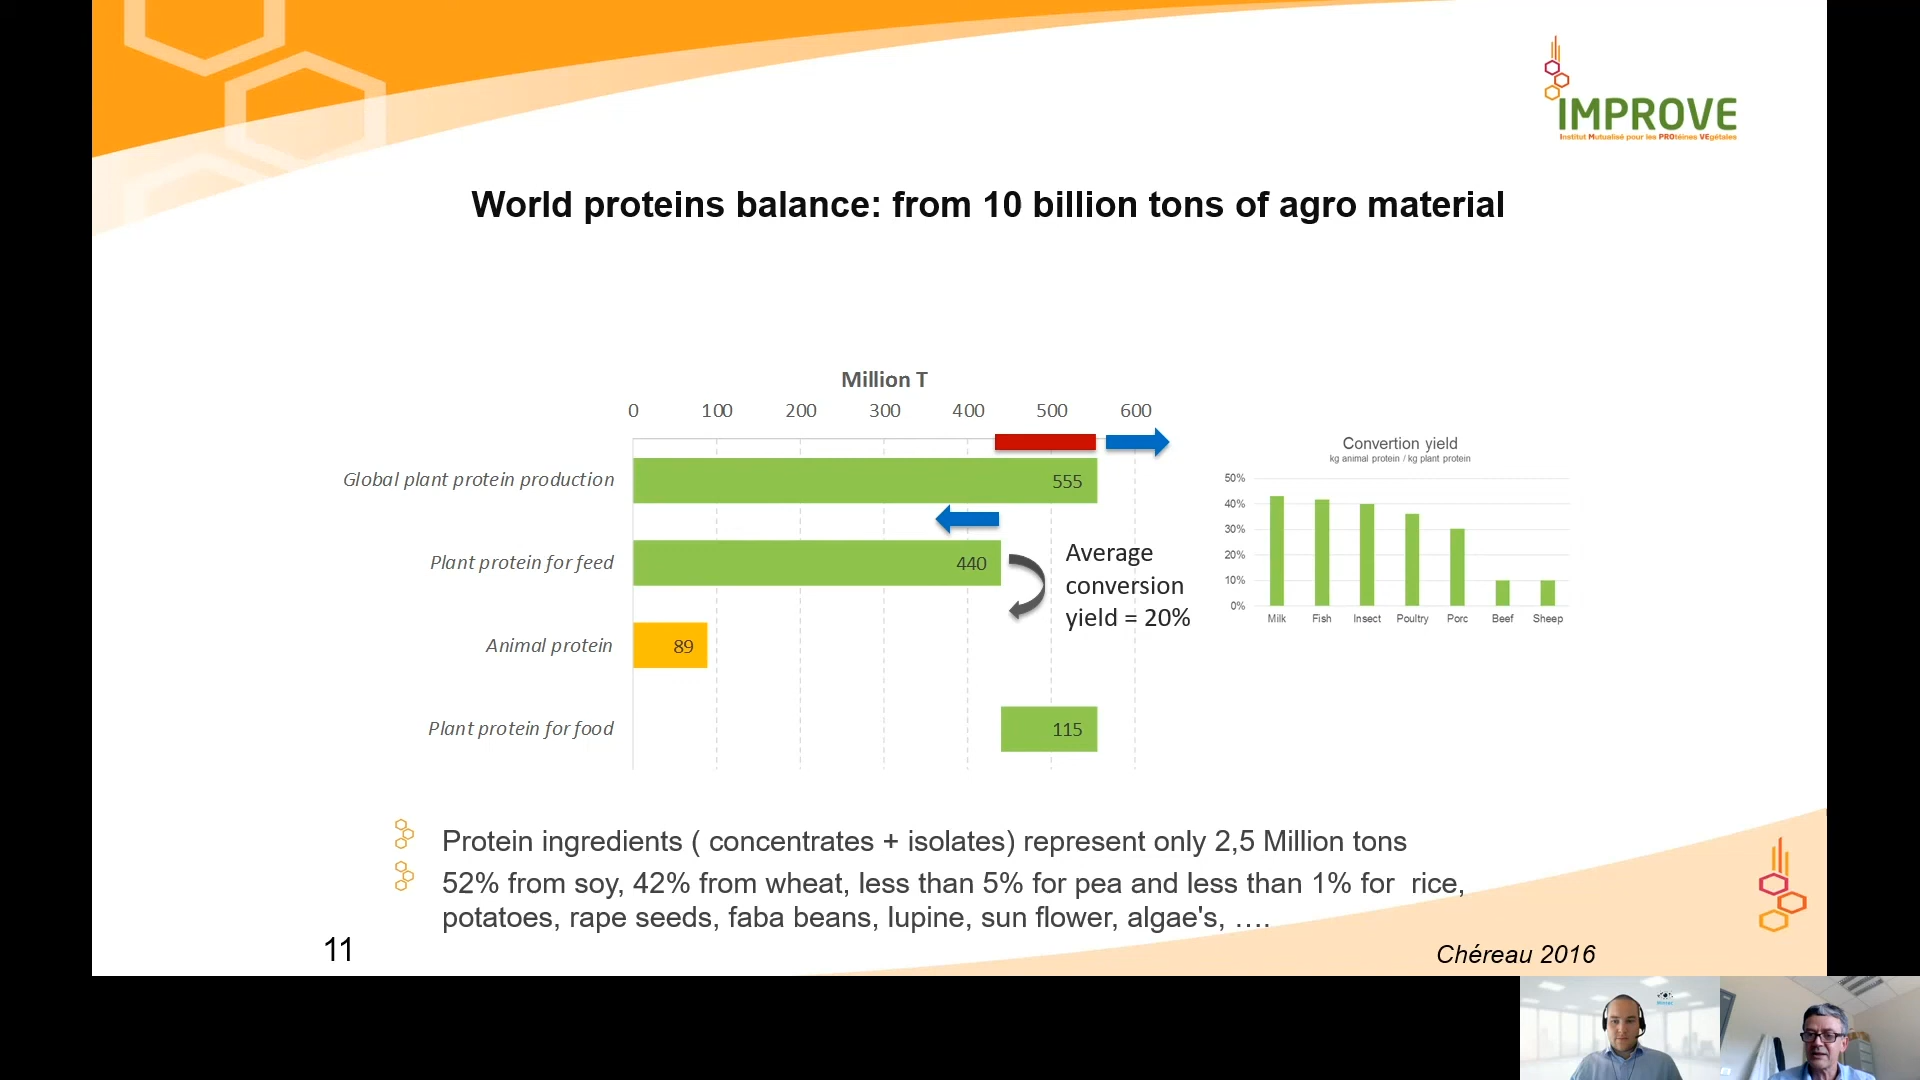 IMPROVE
Institut Mutualisé pour les PROtéines VEgétales
World proteins balance: from 10 billion tons of agro material
Million T
0 100 200 300 400 500 600
Global plant protein production 555
Plant protein for feed 440
Animal protein 89
Plant protein for food 115
Average
conversion
yield = 20%
Convertion yield
kg animal protein / kg plant protein
50%
40%
30%
20%
10%
0%
Milk Fish Insect Poultry Porc Beef Sheep
Protein ingredients ( concentrates + isolates) represent only 2,5 Million tons
52% from soy, 42% from wheat, less than 5% for pea and less than 1% for rice,
potatoes, rape seeds, faba beans, lupine, sun flower, algae's, ….
11
Chéreau 2016